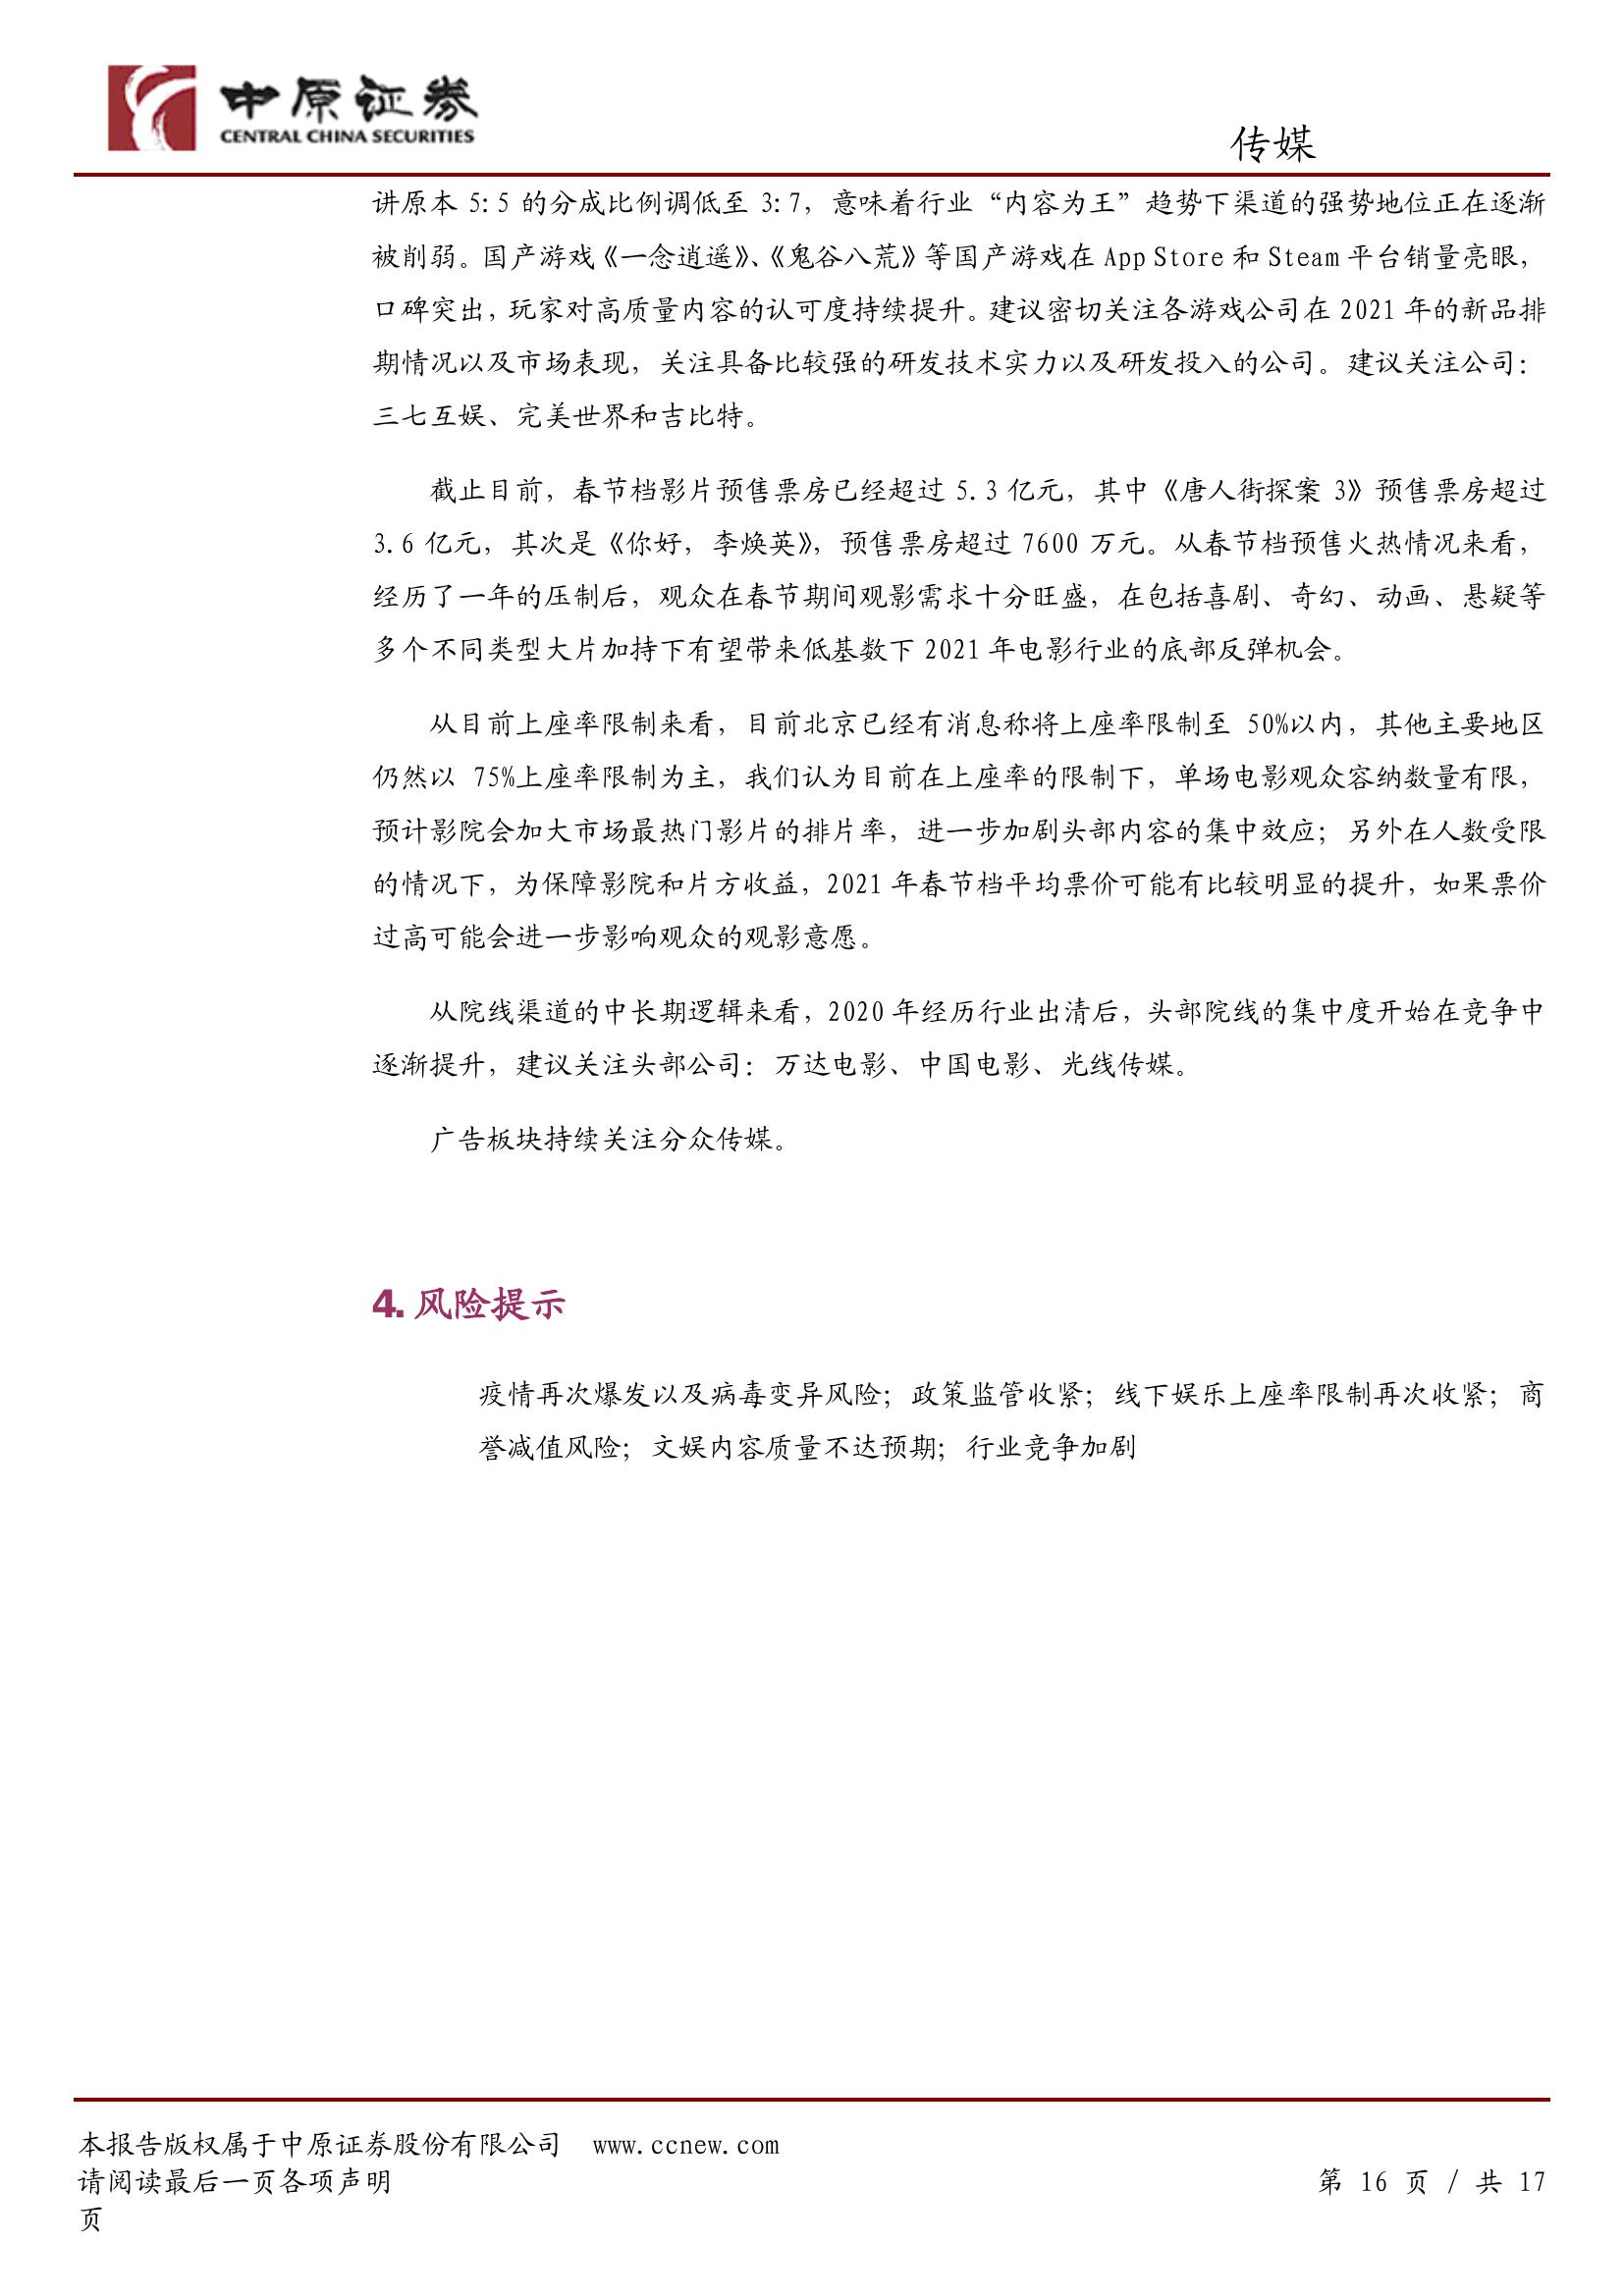 中原证券
CENTRAL CHINA SECURITIES
传媒
讲原本 5:5 的分成比例调低至 3:7，意味着行业“内容为王”趋势下渠道的强势地位正在逐渐
被削弱。国产游戏《一念逍遥》、《鬼谷八荒》等国产游戏在 App Store 和 Steam 平台销量亮眼，
口碑突出，玩家对高质量内容的认可度持续提升。建议密切关注各游戏公司在 2021 年的新品排
期情况以及市场表现，关注具备比较强的研发技术实力以及研发投入的公司。建议关注公司：
三七互娱、完美世界和吉比特。
截止目前，春节档影片预售票房已经超过 5.3 亿元，其中《唐人街探案 3》预售票房超过
3.6 亿元，其次是《你好，李焕英》，预售票房超过 7600 万元。从春节档预售火热情况来看，
经历了一年的压制后，观众在春节期间观影需求十分旺盛，在包括喜剧、奇幻、动画、悬疑等
多个不同类型大片加持下有望带来低基数下 2021 年电影行业的底部反弹机会。
从目前上座率限制来看，目前北京已经有消息称将上座率限制至 50%以内，其他主要地区
仍然以 75%上座率限制为主，我们认为目前在上座率的限制下，单场电影观众容纳数量有限，
预计影院会加大市场最热门影片的排片率，进一步加剧头部内容的集中效应；另外在人数受限
的情况下，为保障影院和片方收益，2021 年春节档平均票价可能有比较明显的提升，如果票价
过高可能会进一步影响观众的观影意愿。
从院线渠道的中长期逻辑来看，2020 年经历行业出清后，头部院线的集中度开始在竞争中
逐渐提升，建议关注头部公司：万达电影、中国电影、光线传媒。
广告板块持续关注分众传媒。
4. 风险提示
疫情再次爆发以及病毒变异风险；政策监管收紧；线下娱乐上座率限制再次收紧；商
誉减值风险；文娱内容质量不达预期；行业竞争加剧
本报告版权属于中原证券股份有限公司 www.ccnew.com
请阅读最后一页各项声明 第 16 页 / 共 17
页